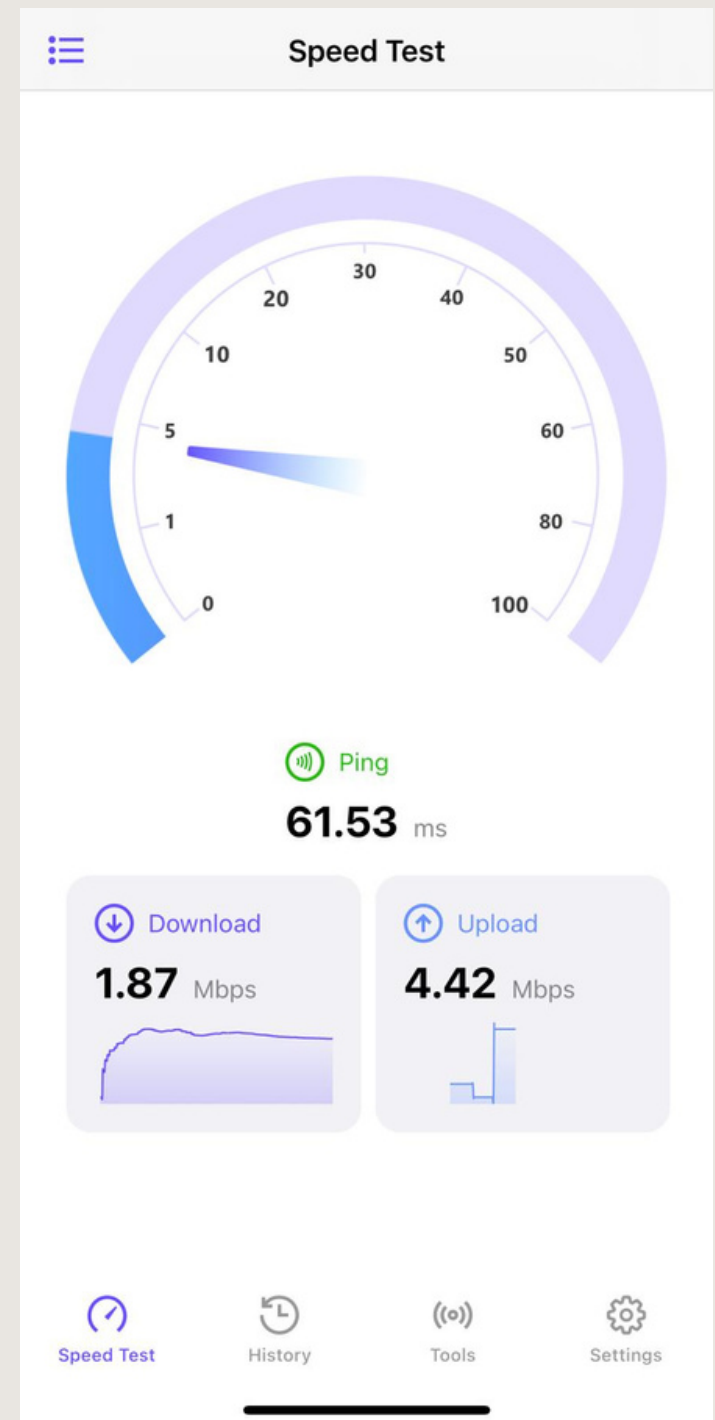 Speed Test
30
20 40
10 50
5 60
1 80
0 100
Ping
61.53 ms
Download Upload
1.87 Mbps 4.42 Mbps
Speed Test History Tools Settings